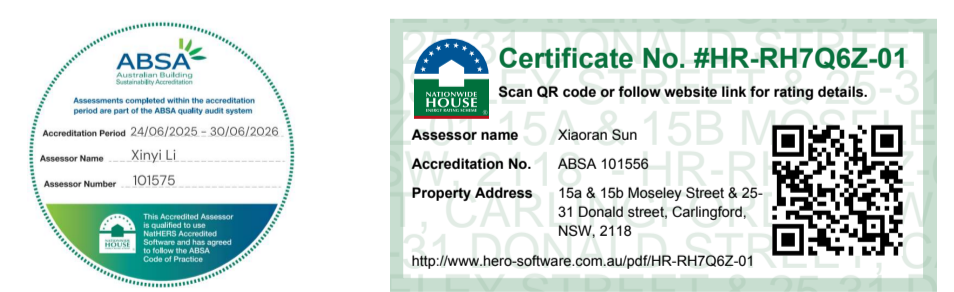 ABSA
Australian Building
Sustainability Accreditation
Assessments completed within the accreditation
period are part of the ABSA quality audit system
Accreditation Period 24/06/2025 - 30/06/2026
Assessor Name Xinyi Li
Assessor Number 101575
NATIONWIDE
HOUSE
This Accredited Assessor
is qualified to use
NatHERS Accredited
Software and has agreed
to follow the ABSA
Code of Practice
NATIONWIDE
HOUSE
ENERGY RATING SCHEME
Certificate No. #HR-RH7Q6Z-01
Scan QR code or follow website link for rating details.
Assessor name Xiaoran Sun
Accreditation No. ABSA 101556
Property Address 15a & 15b Moseley Street & 25-
31 Donald street, Carlingford,
NSW, 2118
http://www.hero-software.com.au/pdf/HR-RH7Q6Z-01